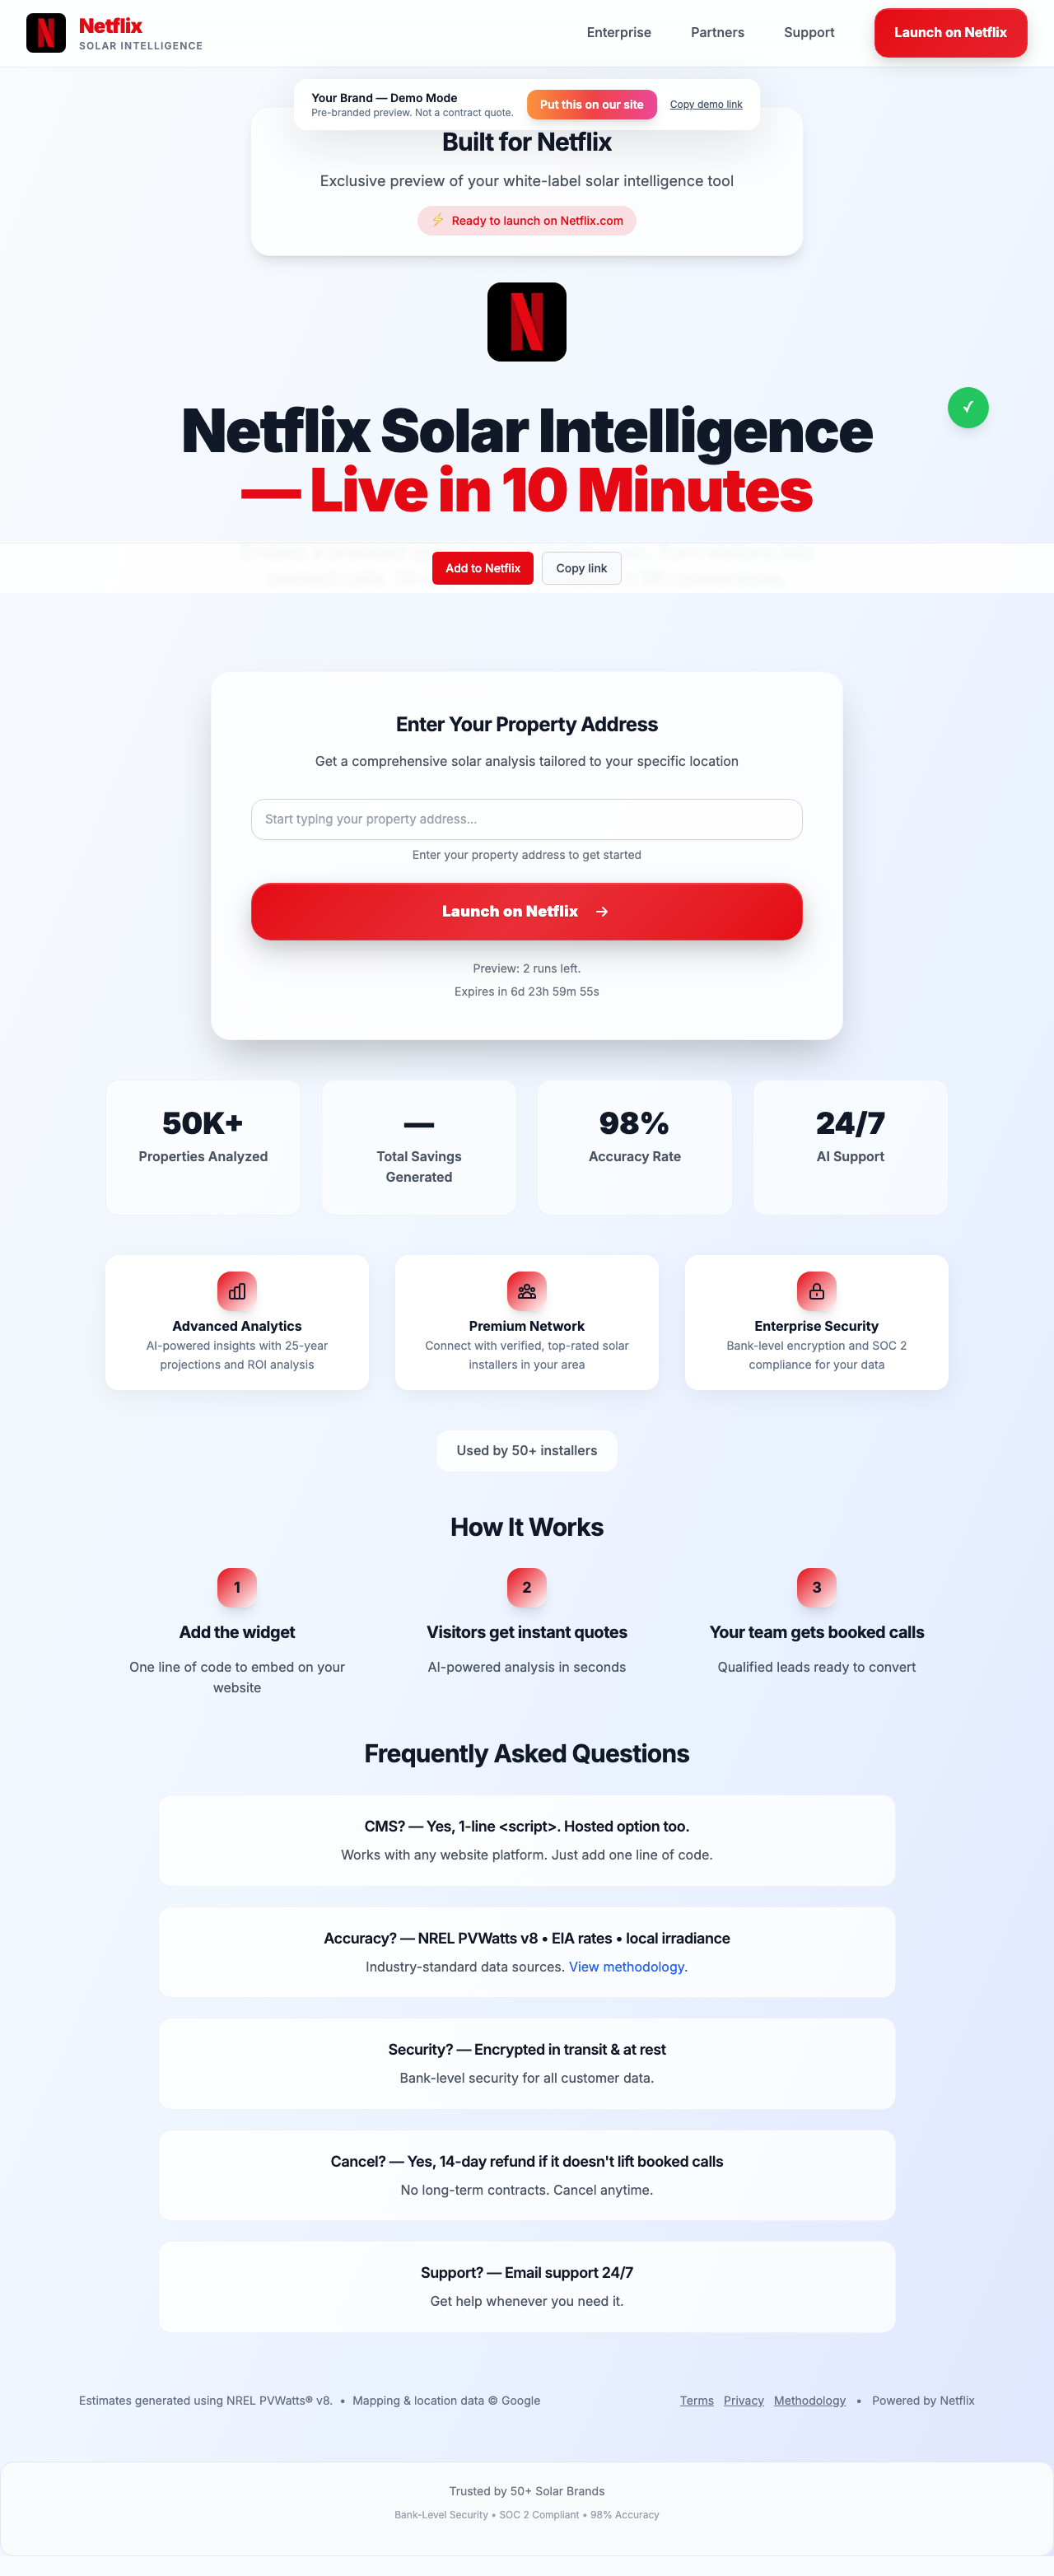 Netflix
SOLAR INTELLIGENCE
Enterprise
Partners
Support
Launch on Netflix
Your Brand — Demo Mode
Pre-branded preview. Not a contract quote.
Put this on our site
Copy demo link
Built for Netflix
Exclusive preview of your white-label solar intelligence tool
⚡ Ready to launch on Netflix.com
Netflix Solar Intelligence
— Live in 10 Minutes
✓
Add to Netflix
Copy link
Enter Your Property Address
Get a comprehensive solar analysis tailored to your specific location
Start typing your property address...
Enter your property address to get started
Launch on Netflix →
Preview: 2 runs left.
Expires in 6d 23h 59m 55s
50K+
Properties Analyzed
—
Total Savings
Generated
98%
Accuracy Rate
24/7
AI Support
Advanced Analytics
AI-powered insights with 25-year
projections and ROI analysis
Premium Network
Connect with verified, top-rated solar
installers in your area
Enterprise Security
Bank-level encryption and SOC 2
compliance for your data
Used by 50+ installers
How It Works
1
Add the widget
One line of code to embed on your
website
2
Visitors get instant quotes
AI-powered analysis in seconds
3
Your team gets booked calls
Qualified leads ready to convert
Frequently Asked Questions
CMS? — Yes, 1-line <script>. Hosted option too.
Works with any website platform. Just add one line of code.
Accuracy? — NREL PVWatts v8 • EIA rates • local irradiance
Industry-standard data sources. View methodology.
Security? — Encrypted in transit & at rest
Bank-level security for all customer data.
Cancel? — Yes, 14-day refund if it doesn't lift booked calls
No long-term contracts. Cancel anytime.
Support? — Email support 24/7
Get help whenever you need it.
Estimates generated using NREL PVWatts® v8. • Mapping & location data © Google
Terms Privacy Methodology • Powered by Netflix
Trusted by 50+ Solar Brands
Bank-Level Security • SOC 2 Compliant • 98% Accuracy